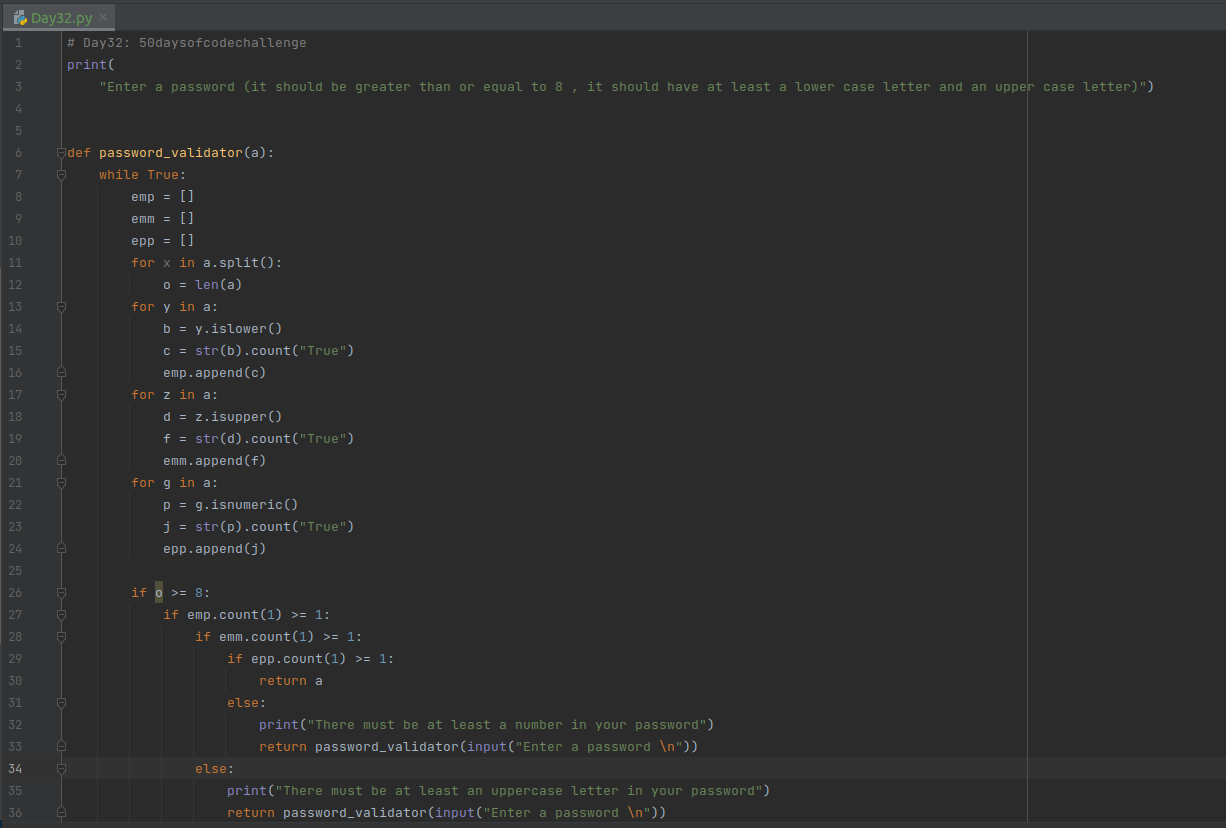 Day32.py ×
1 # Day32: 50daysofcodechallenge
2 print(
3     "Enter a password (it should be greater than or equal to 8 , it should have at least a lower case letter and an upper case letter)")
4
5
6 def password_validator(a):
7     while True:
8         emp = []
9         emm = []
10         epp = []
11         for x in a.split():
12             o = len(a)
13         for y in a:
14             b = y.islower()
15             c = str(b).count("True")
16             emp.append(c)
17         for z in a:
18             d = z.isupper()
19             f = str(d).count("True")
20             emm.append(f)
21         for g in a:
22             p = g.isnumeric()
23             j = str(p).count("True")
24             epp.append(j)
25
26         if o >= 8:
27             if emp.count(1) >= 1:
28                 if emm.count(1) >= 1:
29                     if epp.count(1) >= 1:
30                         return a
31                     else:
32                         print("There must be at least a number in your password")
33                         return password_validator(input("Enter a password \n"))
34                 else:
35                     print("There must be at least an uppercase letter in your password")
36                     return password_validator(input("Enter a password \n"))